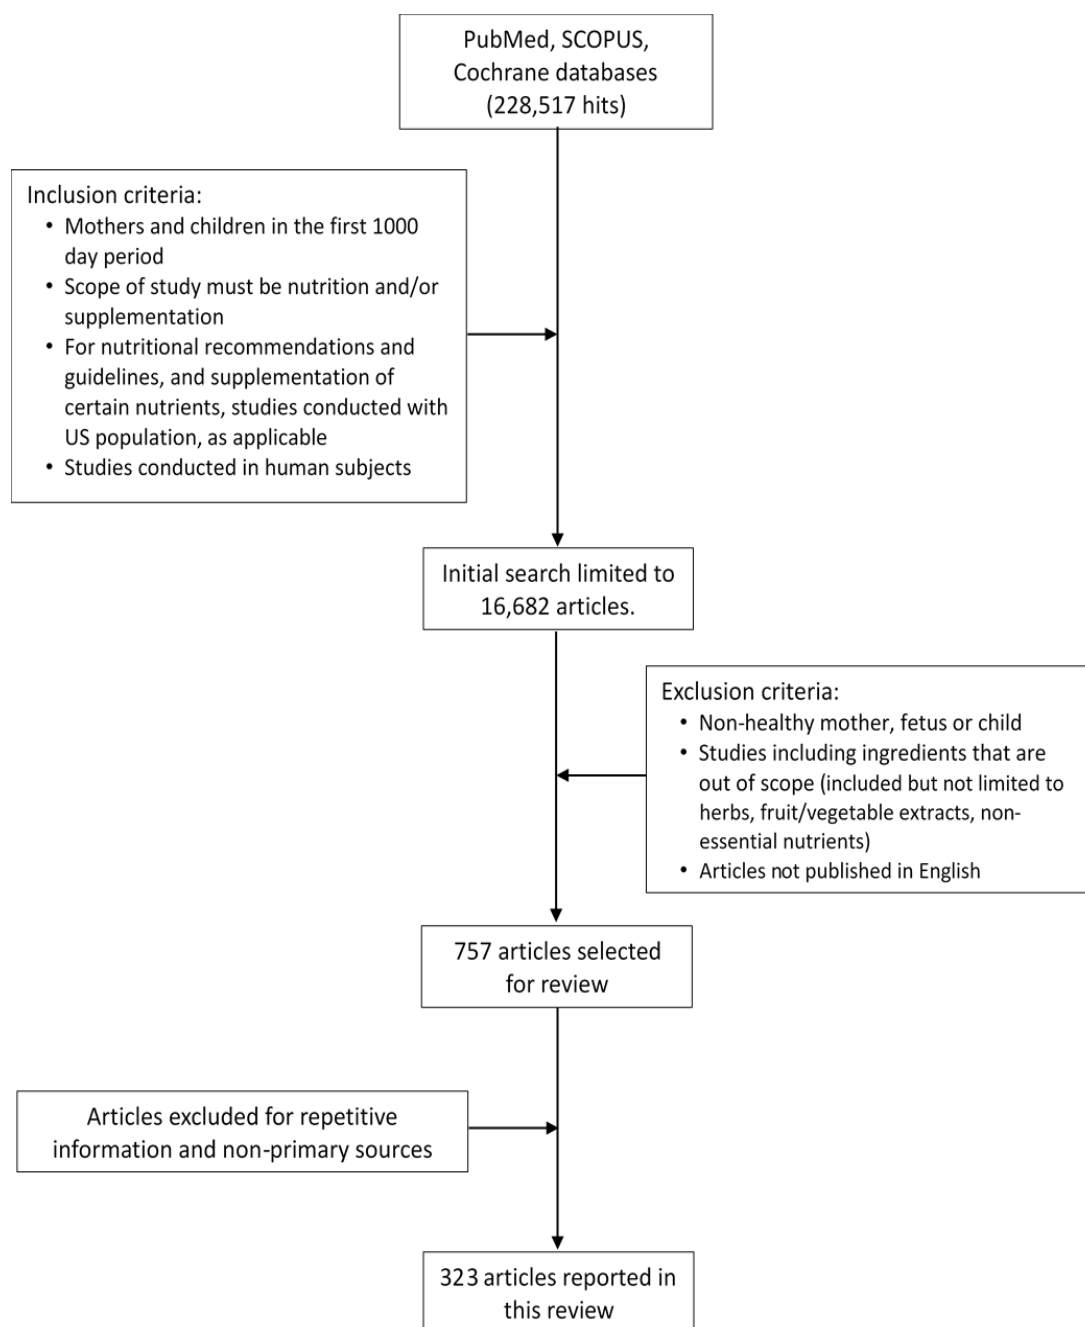 PubMed, SCOPUS,
Cochrane databases
(228,517 hits)
Inclusion criteria:
• Mothers and children in the first 1000
day period
• Scope of study must be nutrition and/or
supplementation
• For nutritional recommendations and
guidelines, and supplementation of
certain nutrients, studies conducted with
US population, as applicable
• Studies conducted in human subjects
Initial search limited to
16,682 articles.
Exclusion criteria:
• Non-healthy mother, fetus or child
• Studies including ingredients that are
out of scope (included but not limited to
herbs, fruit/vegetable extracts, non-
essential nutrients)
• Articles not published in English
757 articles selected
for review
Articles excluded for repetitive
information and non-primary sources
323 articles reported in
this review